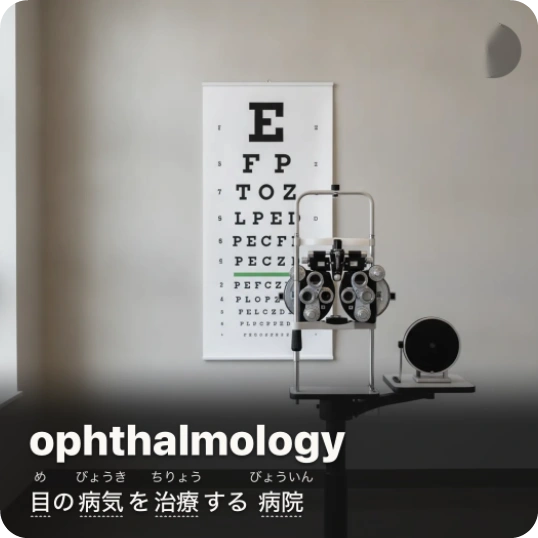 E
F P
T O Z
L P E D
P E C F
P E C Z
P E F C Z
P L O P Z
P E L C Z D
ophthalmology
め びょうき ちりょう びょういん
目の病気を治療する 病院